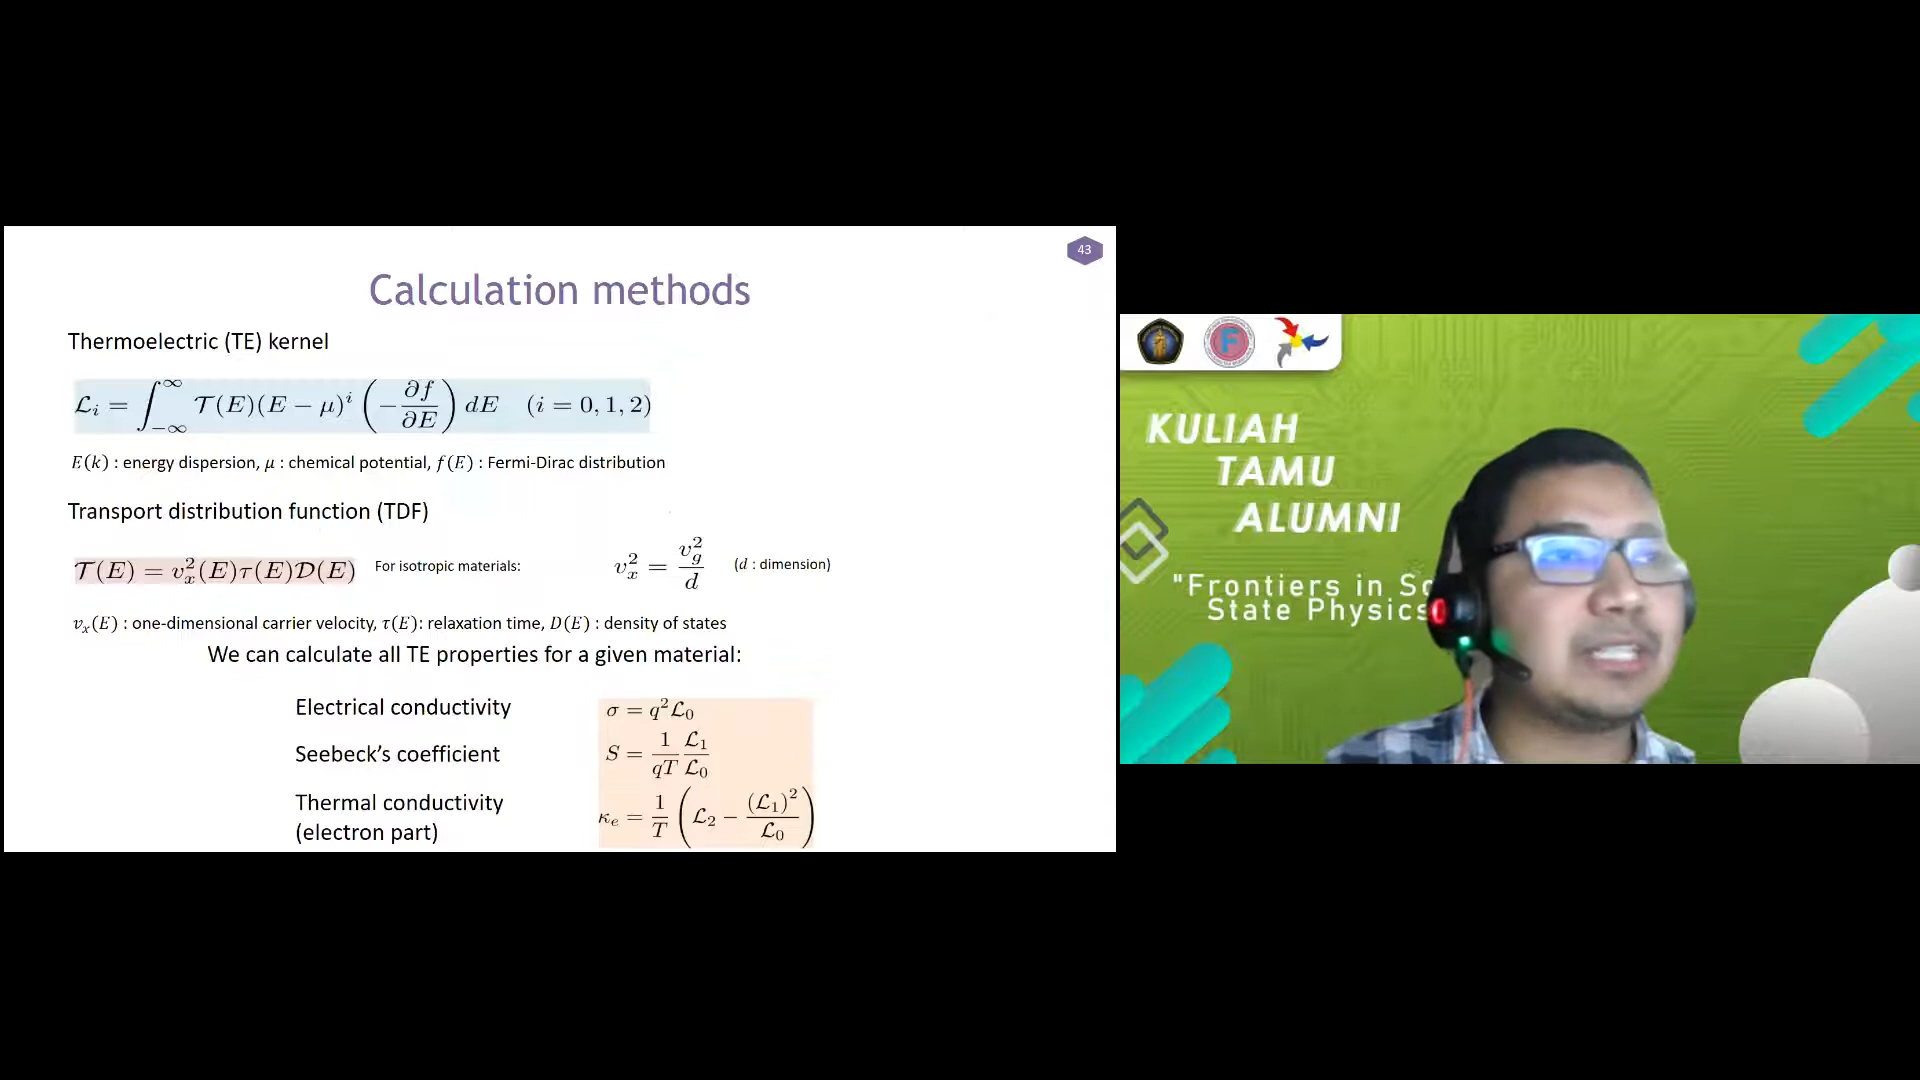 43
Calculation methods
Thermoelectric (TE) kernel
ℒᵢ = ∫_{−∞}^{∞} 𝒯(E)(E − μ)ⁱ (−∂f/∂E) dE (i = 0, 1, 2)
E(k) : energy dispersion, μ : chemical potential, f(E) : Fermi-Dirac distribution
Transport distribution function (TDF)
𝒯(E) = vₓ²(E)τ(E)𝒟(E) For isotropic materials: vₓ² = v_g²/d (d : dimension)
vₓ(E) : one-dimensional carrier velocity, τ(E): relaxation time, D(E) : density of states
We can calculate all TE properties for a given material:
Electrical conductivity σ = q²ℒ₀
Seebeck’s coefficient S = 1/(qT) ℒ₁/ℒ₀
Thermal conductivity
(electron part) κₑ = 1/T (ℒ₂ − (ℒ₁)²/ℒ₀)
F
KULIAH
TAMU
ALUMNI
"Frontiers in
State Physics